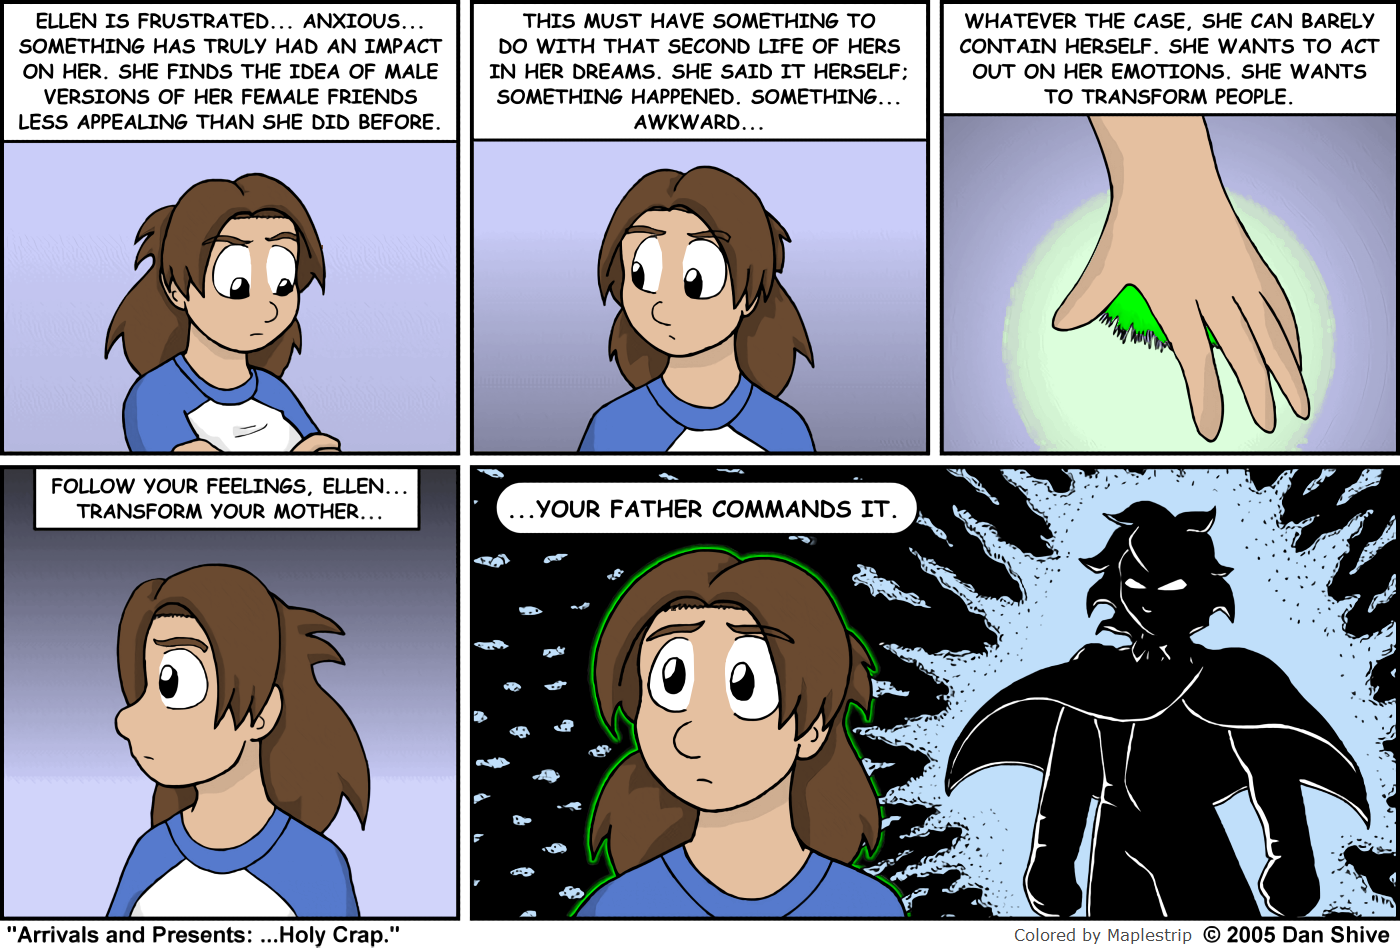 ELLEN IS FRUSTRATED... ANXIOUS...
SOMETHING HAS TRULY HAD AN IMPACT
ON HER. SHE FINDS THE IDEA OF MALE
VERSIONS OF HER FEMALE FRIENDS
LESS APPEALING THAN SHE DID BEFORE.
THIS MUST HAVE SOMETHING TO
DO WITH THAT SECOND LIFE OF HERS
IN HER DREAMS. SHE SAID IT HERSELF;
SOMETHING HAPPENED. SOMETHING...
AWKWARD...
WHATEVER THE CASE, SHE CAN BARELY
CONTAIN HERSELF. SHE WANTS TO ACT
OUT ON HER EMOTIONS. SHE WANTS
TO TRANSFORM PEOPLE.
FOLLOW YOUR FEELINGS, ELLEN...
TRANSFORM YOUR MOTHER...
...YOUR FATHER COMMANDS IT.
"Arrivals and Presents: ...Holy Crap."
Colored by Maplestrip © 2005 Dan Shive